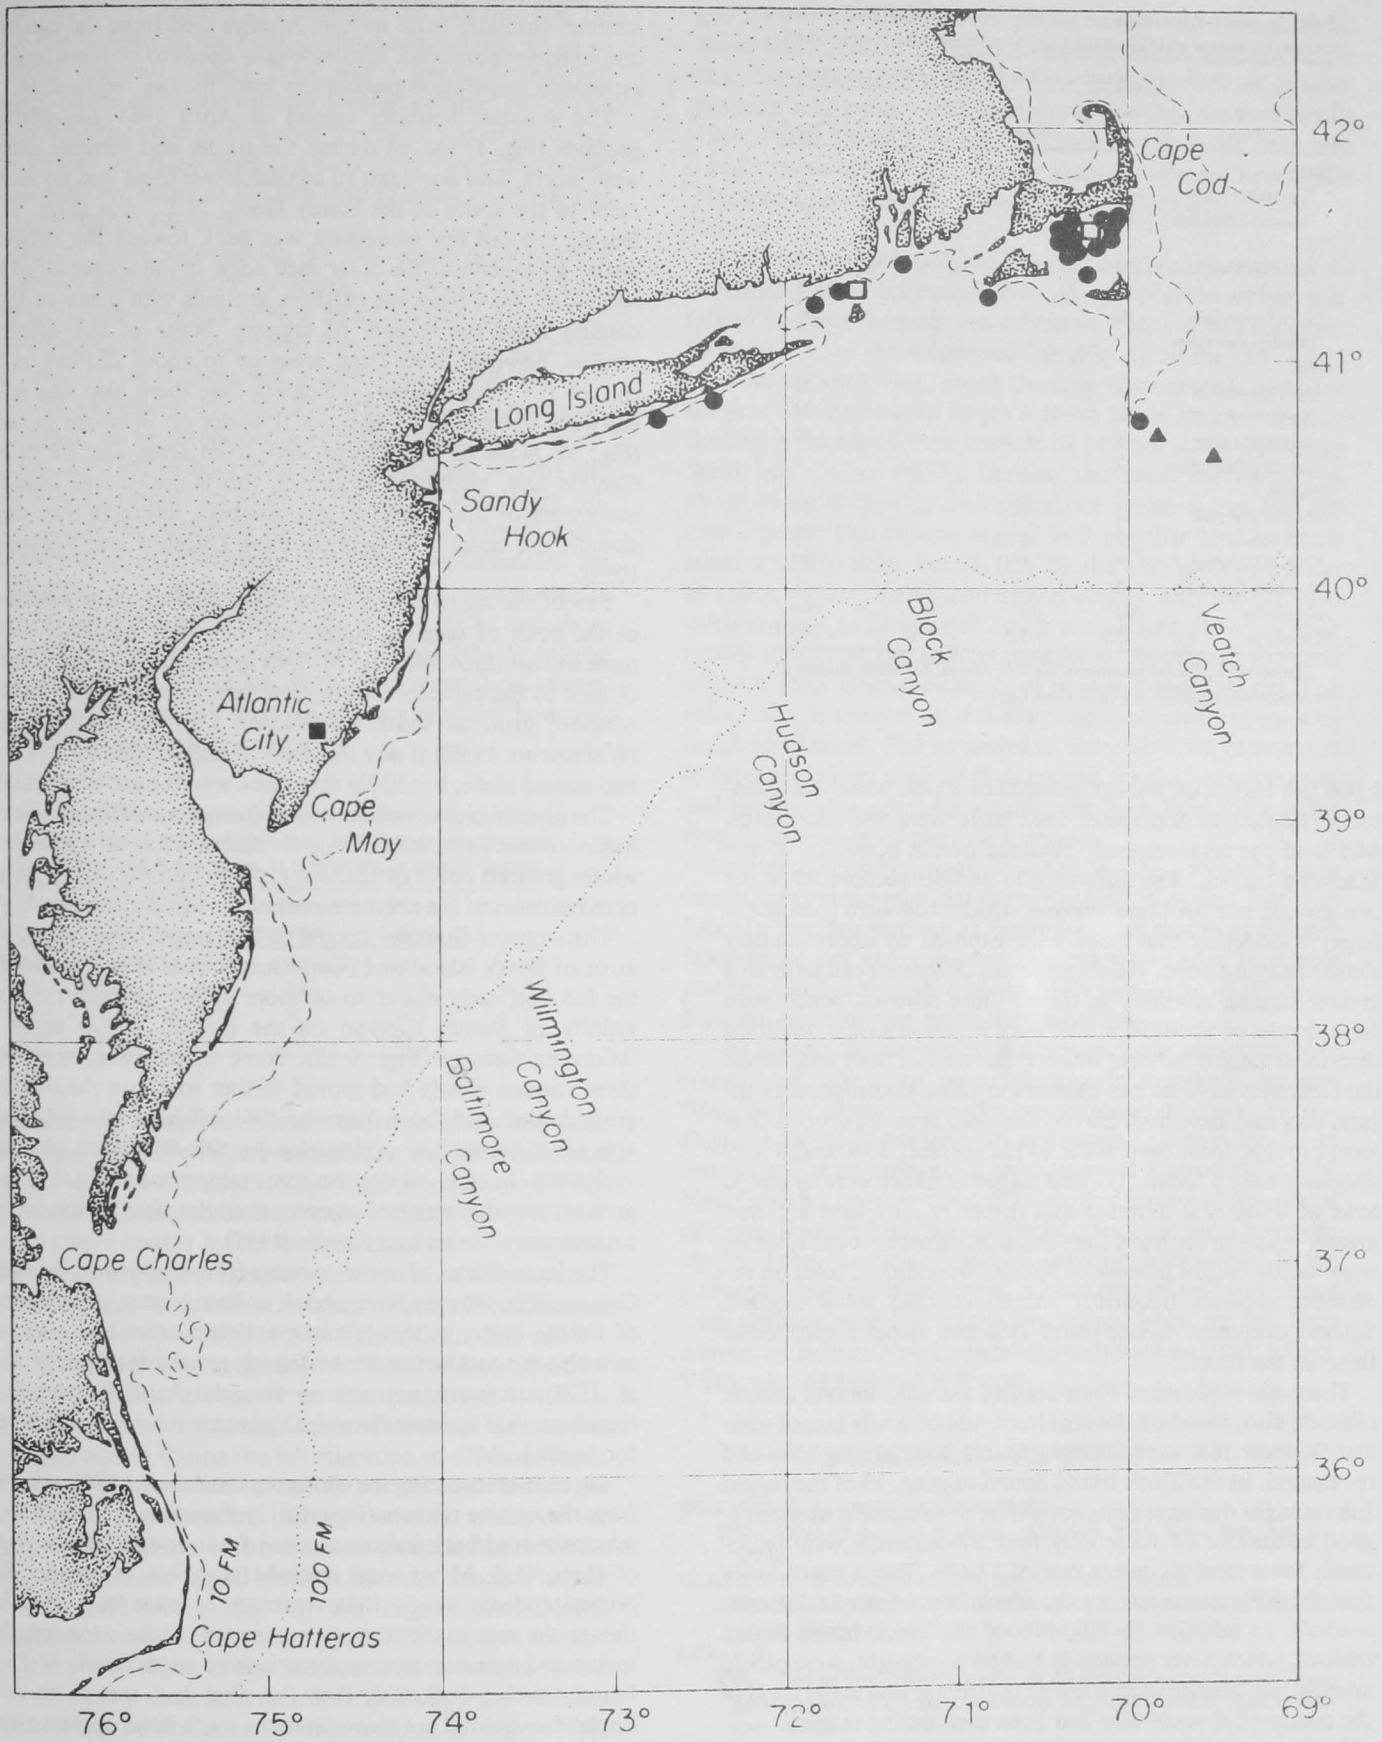 42°
Cape
Cod
41°
Long Island
Sandy
Hook
40°
Block
Canyon
Veatch
Canyon
Atlantic
City
Hudson
Canyon
Cape
May
39°
Wilmington
Canyon
38°
Baltimore
Canyon
Cape Charles
37°
36°
10 FM
100 FM
Cape Hatteras
76°
75°
74°
73°
72°
71°
70°
69°